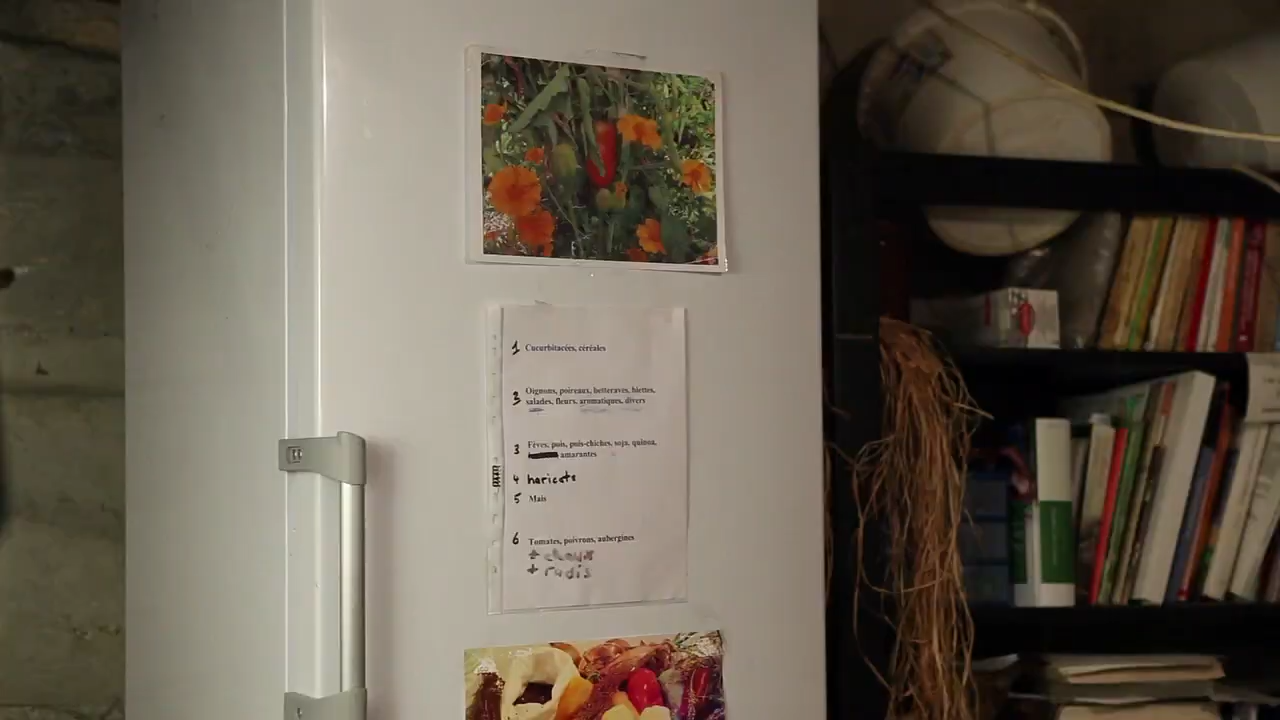 1 Cucurbitacées, céréales
3 Oignons, poireaux, betteraves, blettes,
salades, fleurs, aromatiques, divers
3 Fèves, pois, pois-chiches, soja, quinoa,
amarantes
4 haricots
5 Maïs
6 Tomates, poivrons, aubergines
+ choux
+ radis